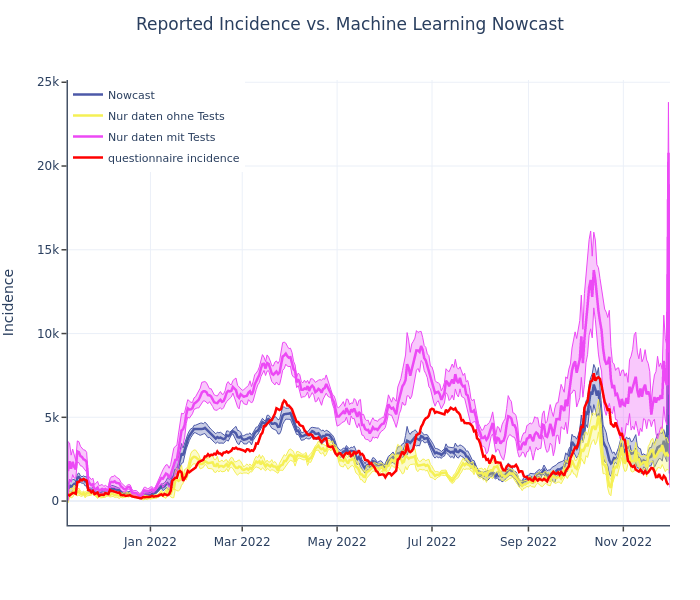 Reported Incidence vs. Machine Learning Nowcast
Incidence
25k
20k
15k
10k
5k
0
Nowcast
Nur daten ohne Tests
Nur daten mit Tests
questionnaire incidence
Jan 2022
Mar 2022
May 2022
Jul 2022
Sep 2022
Nov 2022